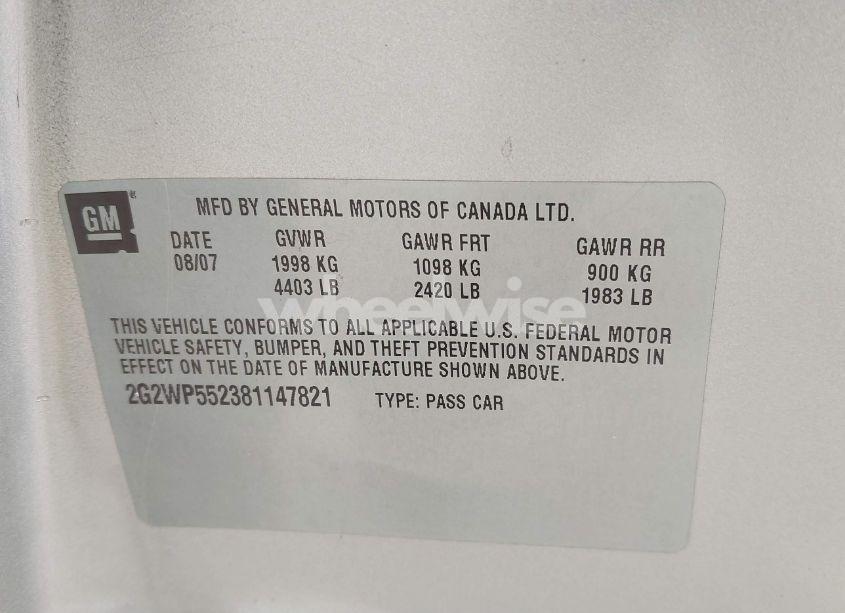 GM
MFD BY GENERAL MOTORS OF CANADA LTD.
DATE GVWR GAWR FRT GAWR RR
08/07 1998 KG 1098 KG 900 KG
4403 LB 2420 LB 1983 LB
wheelwise
THIS VEHICLE CONFORMS TO ALL APPLICABLE U.S. FEDERAL MOTOR
VEHICLE SAFETY, BUMPER, AND THEFT PREVENTION STANDARDS IN
EFFECT ON THE DATE OF MANUFACTURE SHOWN ABOVE.
2G2WP552381147821 TYPE: PASS CAR